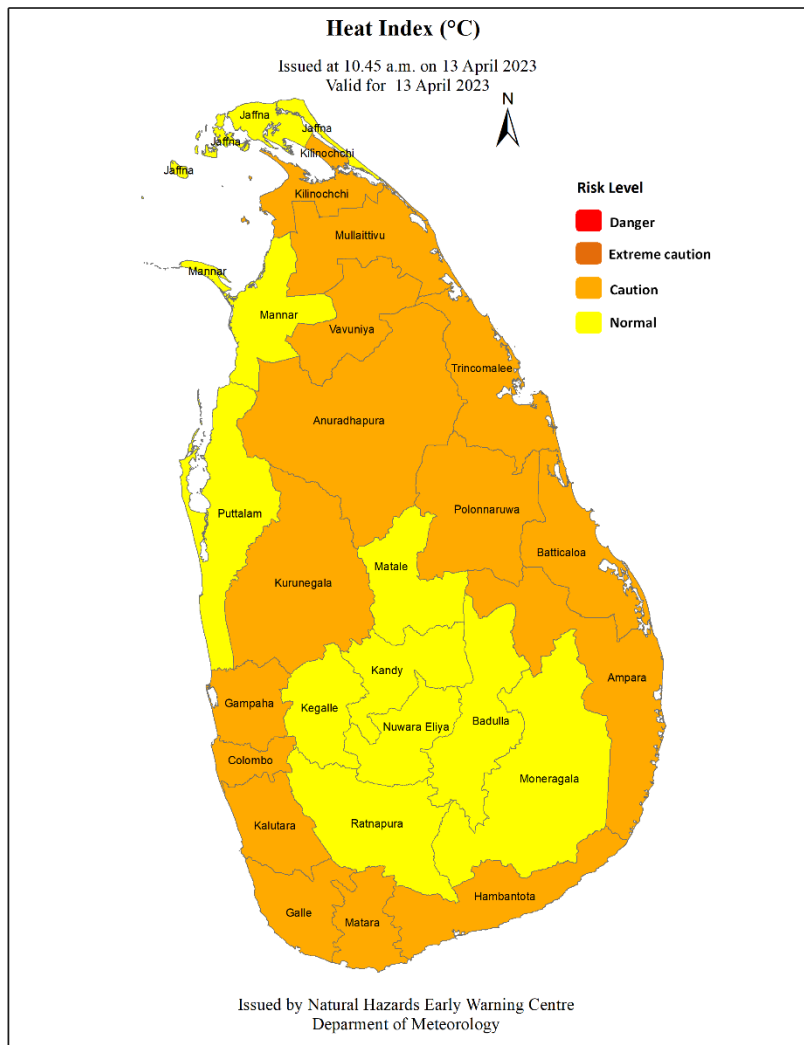 Heat Index (°C)
Issued at 10.45 a.m. on 13 April 2023
Valid for 13 April 2023
N
Jaffna
Jaffna
Jaffna
Kilinochchi
Jaffna
Kilinochchi
Risk Level
Danger
Extreme caution
Caution
Normal
Mullaittivu
Mannar
Mannar
Vavuniya
Trincomalee
Anuradhapura
Puttalam
Polonnaruwa
Batticaloa
Matale
Kurunegala
Kandy
Ampara
Gampaha
Kegalle
Nuwara Eliya
Badulla
Colombo
Moneragala
Kalutara
Ratnapura
Hambantota
Galle
Matara
Issued by Natural Hazards Early Warning Centre
Deparment of Meteorology